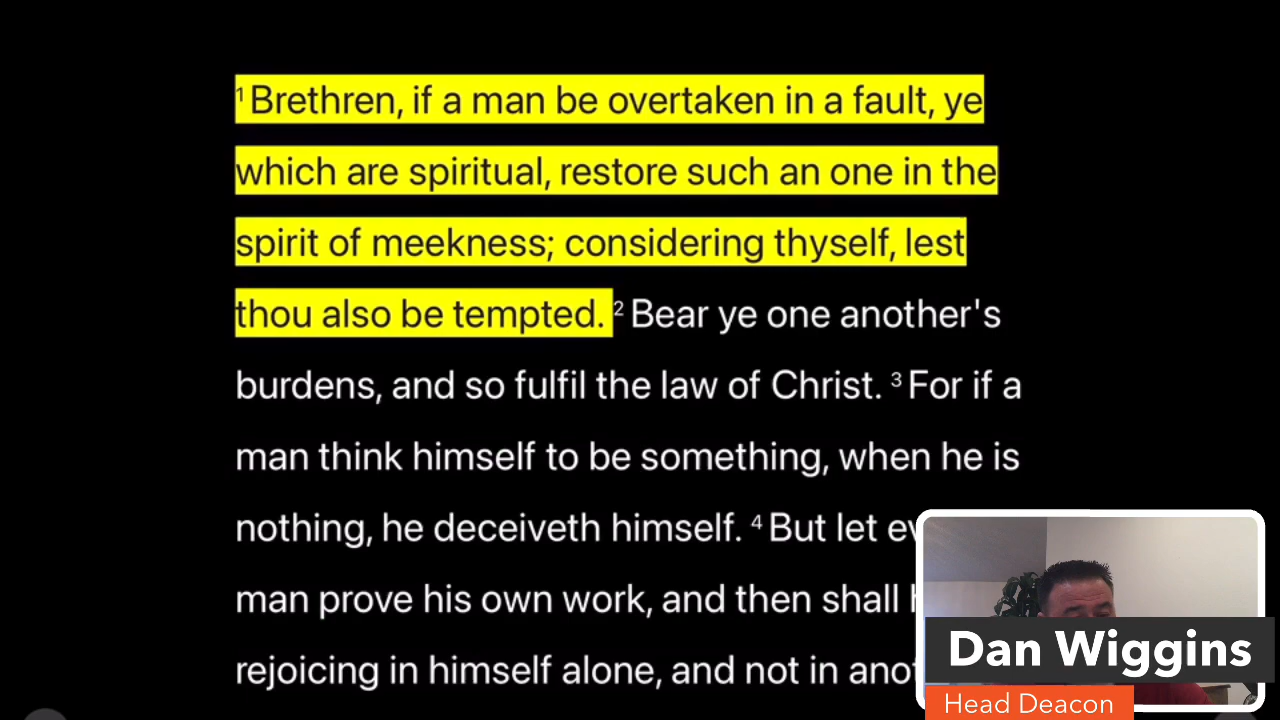 1 Brethren, if a man be overtaken in a fault, ye
which are spiritual, restore such an one in the
spirit of meekness; considering thyself, lest
thou also be tempted. 2 Bear ye one another's
burdens, and so fulfil the law of Christ. 3 For if a
man think himself to be something, when he is
nothing, he deceiveth himself. 4 But let
man prove his own work, and then shall
rejoicing in himself alone, and not in
Dan Wiggins
Head Deacon